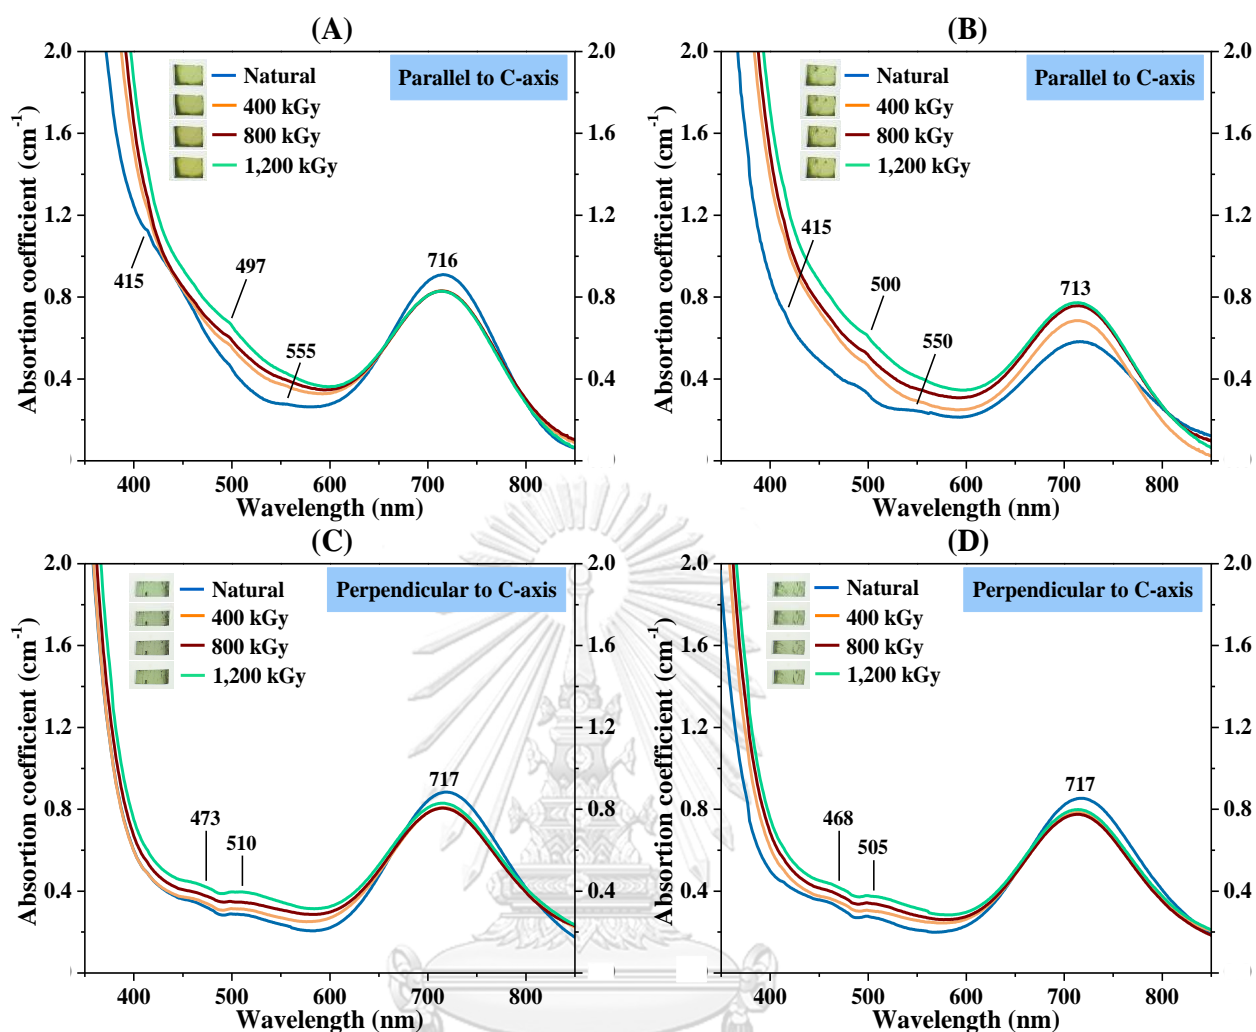 (A)
Absortion coefficient (cm⁻¹)
2.0
1.6
1.2
0.8
0.4
Parallel to C-axis
Natural
400 kGy
800 kGy
1,200 kGy
415
497
555
716
400 500 600 700 800
Wavelength (nm)
2.0
1.6
1.2
0.8
0.4
(B)
Absortion coefficient (cm⁻¹)
2.0
1.6
1.2
0.8
0.4
Parallel to C-axis
Natural
400 kGy
800 kGy
1,200 kGy
415
500
550
713
400 500 600 700 800
Wavelength (nm)
2.0
1.6
1.2
0.8
0.4
(C)
Absortion coefficient (cm⁻¹)
2.0
1.6
1.2
0.8
0.4
Perpendicular to C-axis
Natural
400 kGy
800 kGy
1,200 kGy
473
510
717
400 500 600 700 800
Wavelength (nm)
2.0
1.6
1.2
0.8
0.4
(D)
Absortion coefficient (cm⁻¹)
2.0
1.6
1.2
0.8
0.4
Perpendicular to C-axis
Natural
400 kGy
800 kGy
1,200 kGy
468
505
717
400 500 600 700 800
Wavelength (nm)
2.0
1.6
1.2
0.8
0.4